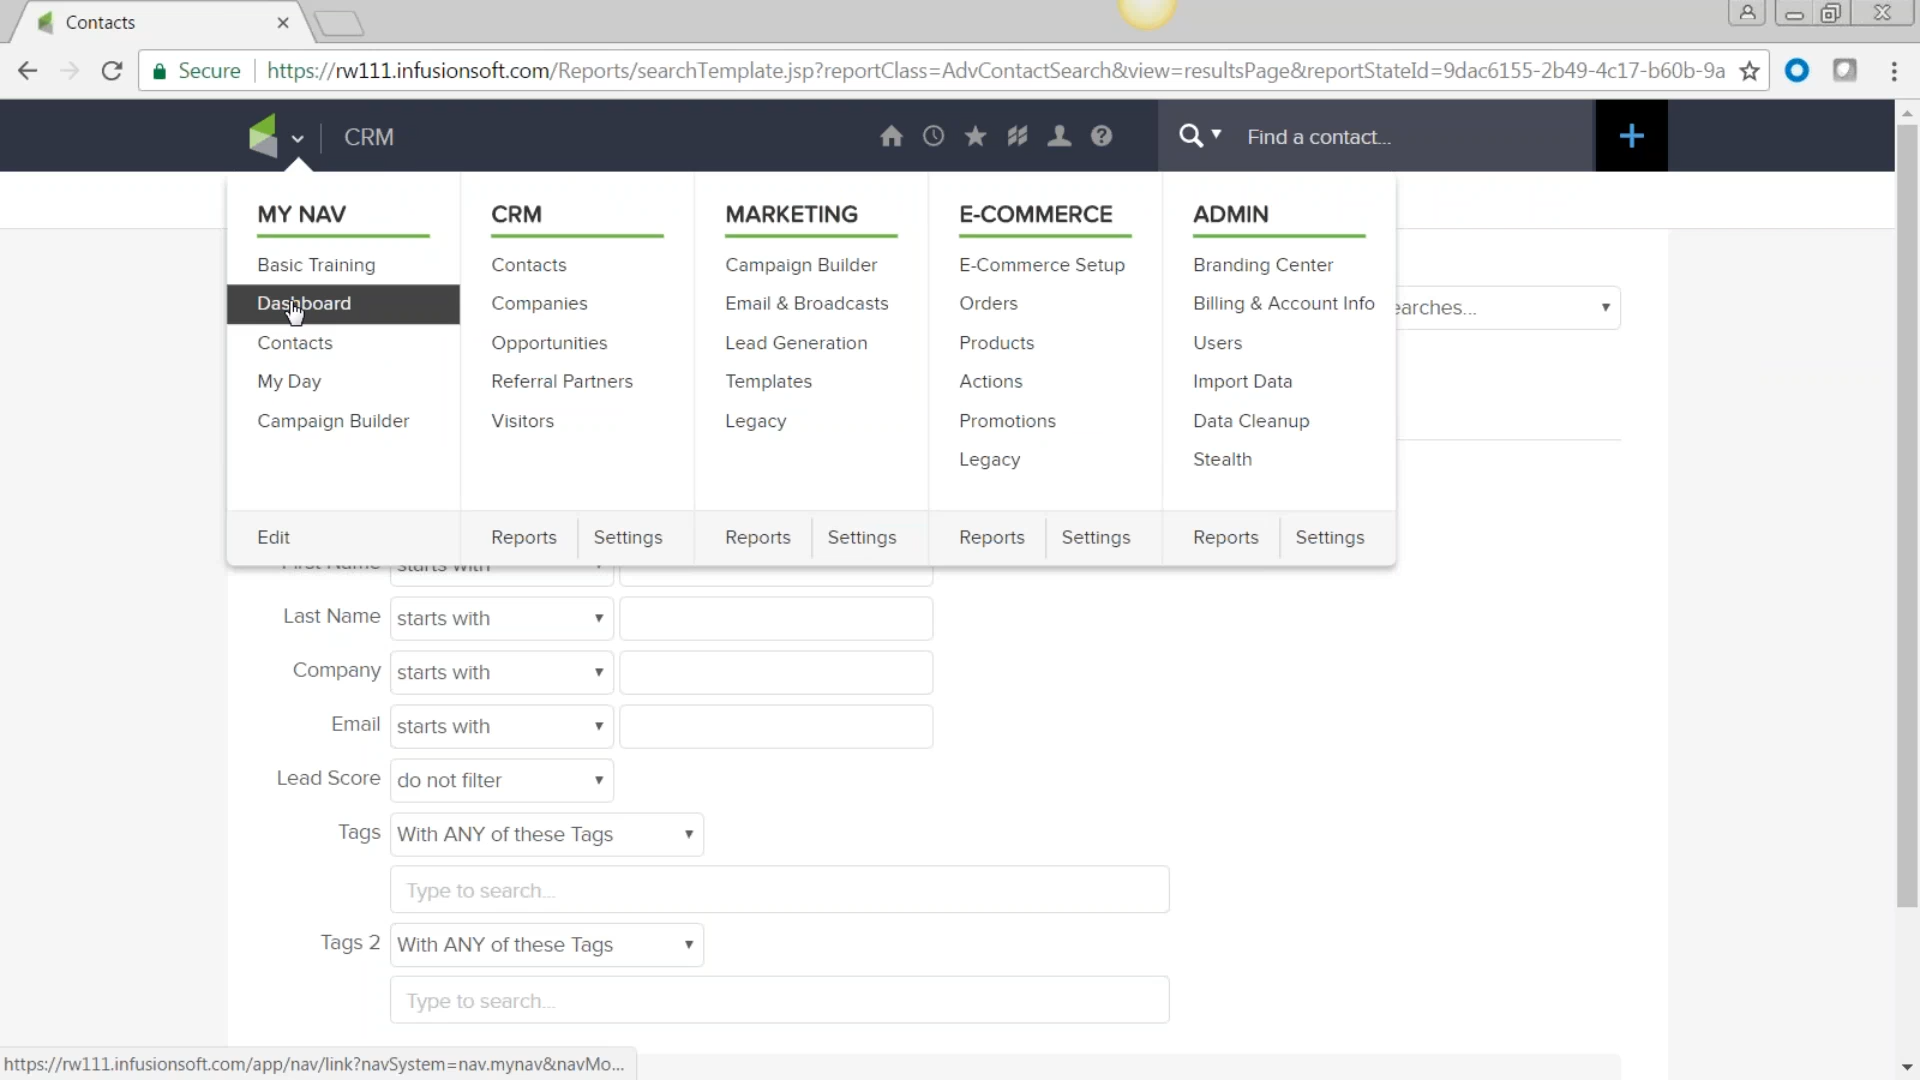 Contacts
Secure
https://rw111.infusionsoft.com/Reports/searchTemplate.jsp?reportClass=AdvContactSearch&view=resultsPage&reportStateId=9dac6155-2b49-4c17-b60b-9a
CRM
Find a contact...
MY NAV
Basic Training
Dashboard
Contacts
My Day
Campaign Builder
Edit
CRM
Contacts
Companies
Opportunities
Referral Partners
Visitors
Reports
Settings
MARKETING
Campaign Builder
Email & Broadcasts
Lead Generation
Templates
Legacy
Reports
Settings
E-COMMERCE
E-Commerce Setup
Orders
Products
Actions
Promotions
Legacy
Reports
Settings
ADMIN
Branding Center
Billing & Account Info
Users
Import Data
Data Cleanup
Stealth
Reports
Settings
earches...
First Name starts with
Last Name starts with
Company starts with
Email starts with
Lead Score do not filter
Tags With ANY of these Tags
Type to search...
Tags 2 With ANY of these Tags
Type to search...
https://rw111.infusionsoft.com/app/nav/link?navSystem=nav.mynav&navMo...